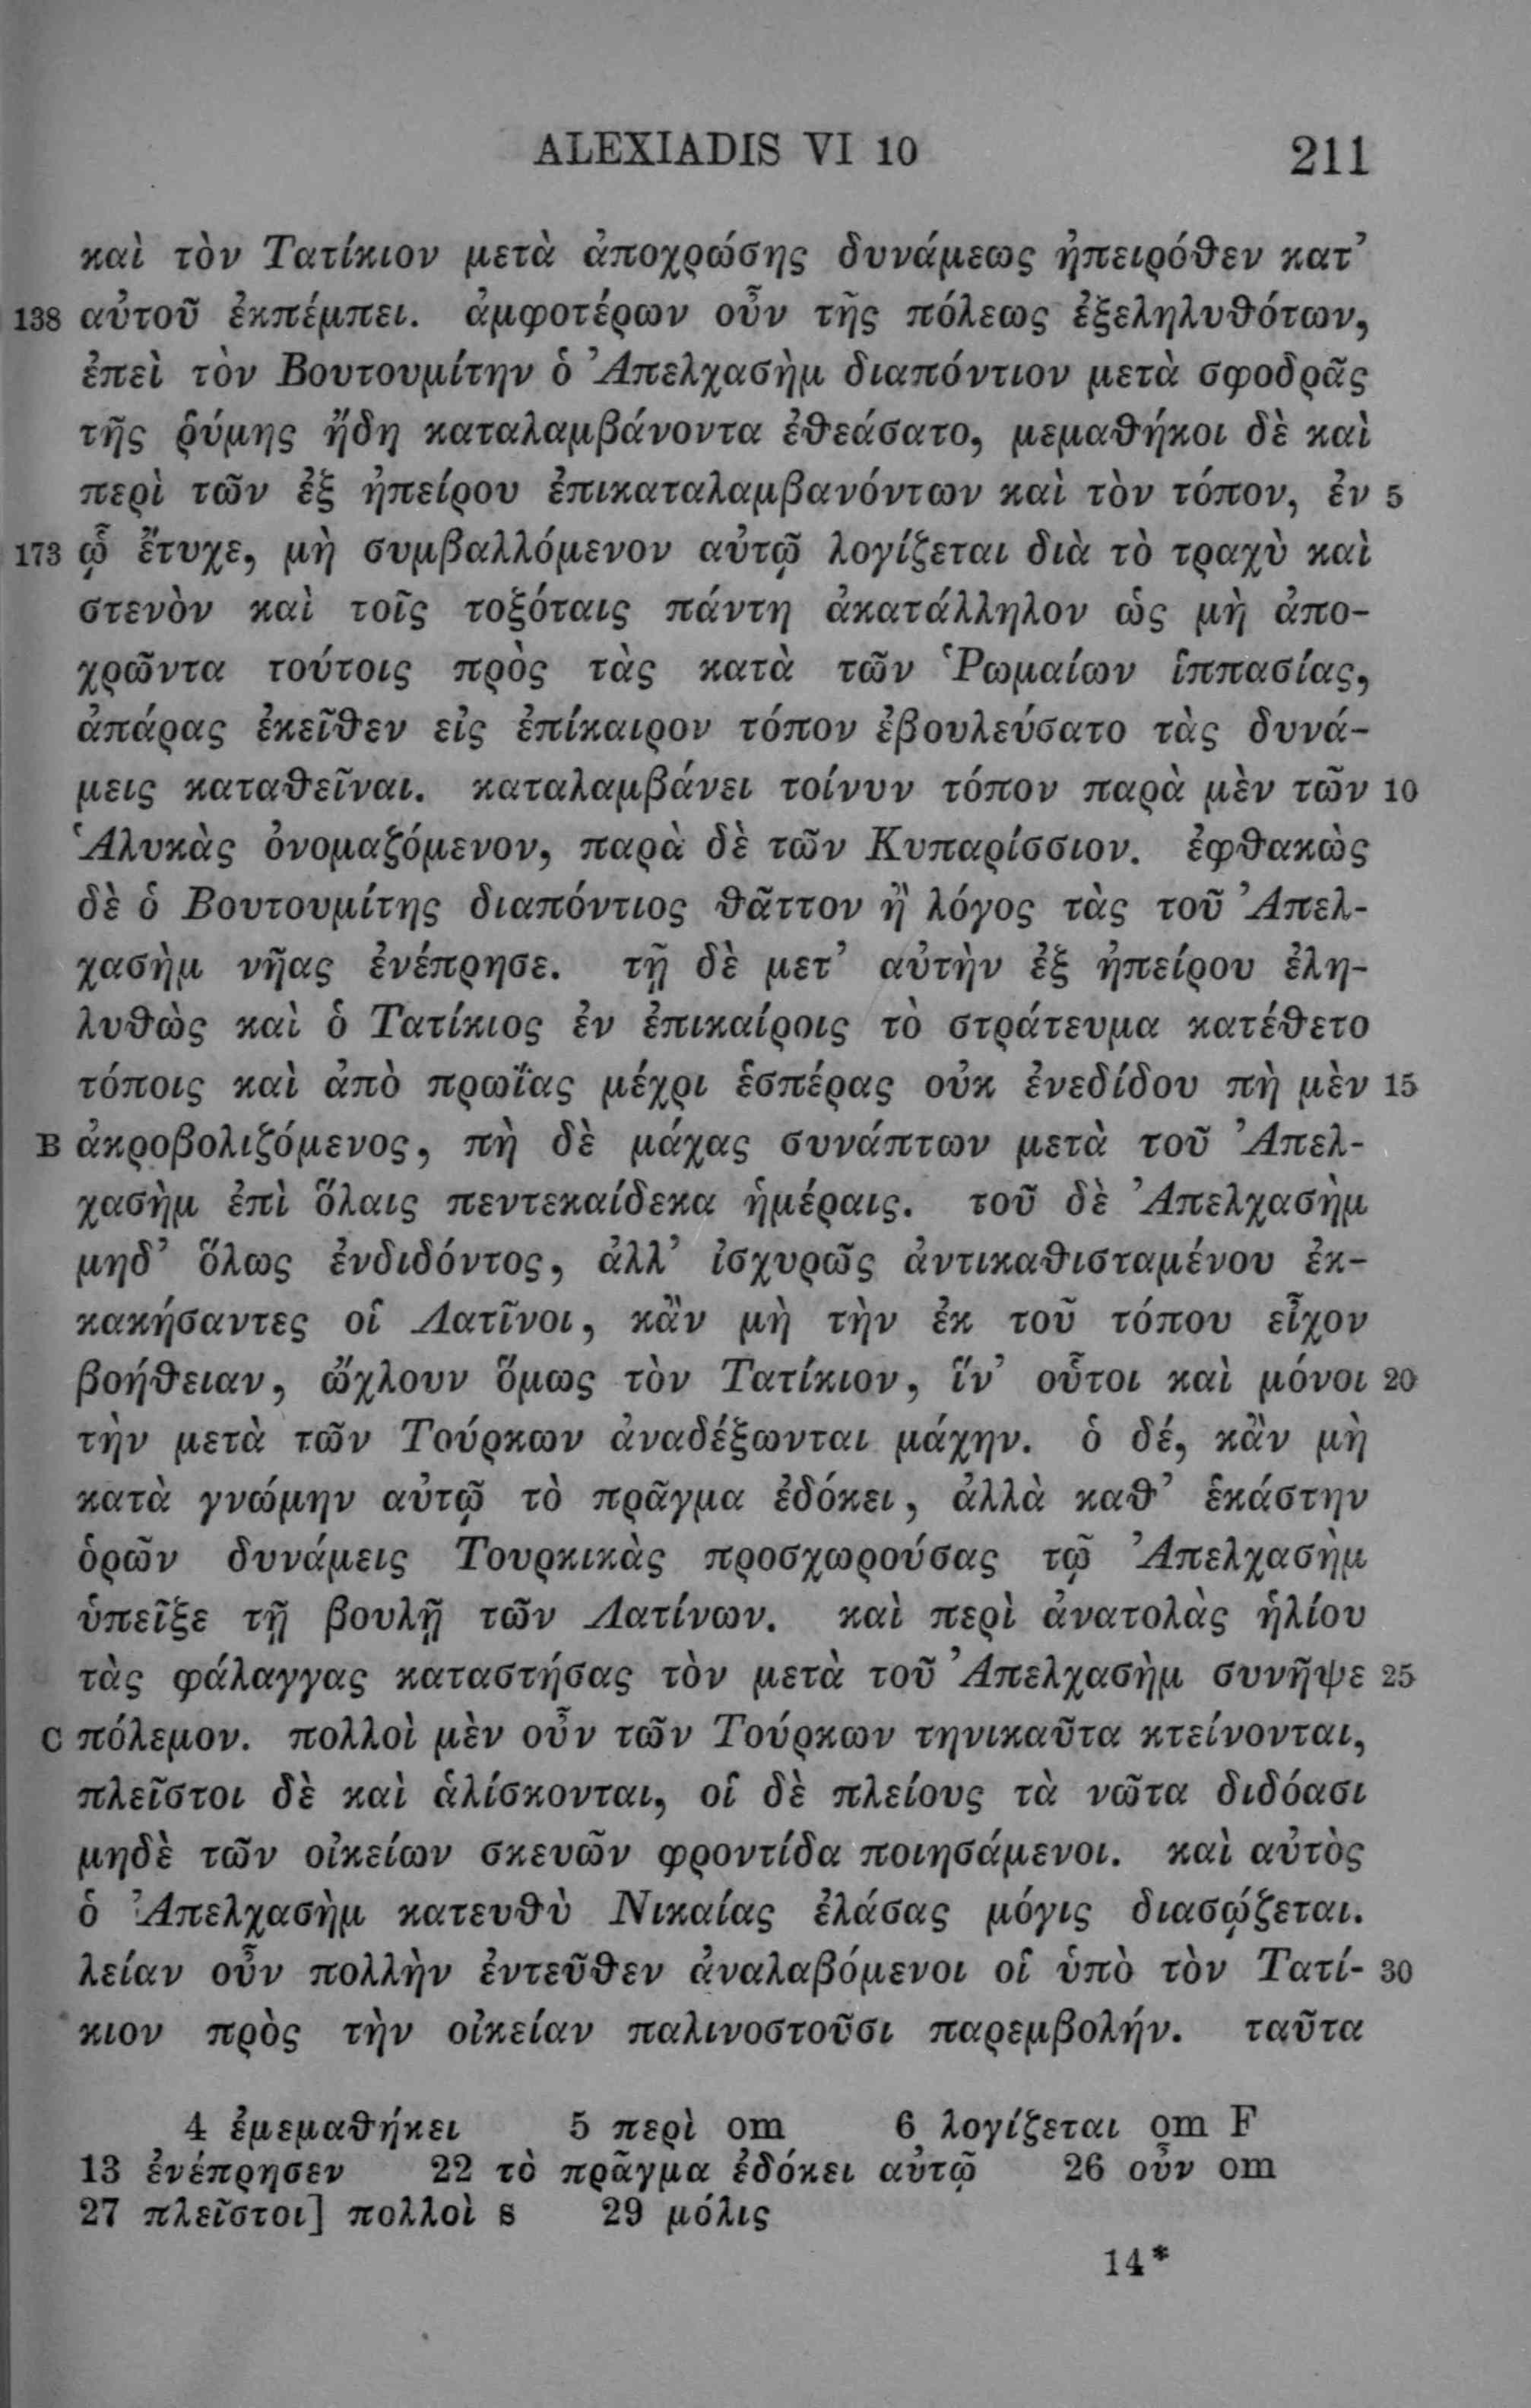 ALEXIADIS VI 10 211
καὶ τὸν Τατίκιον μετὰ ἀποχρώσης δυνάμεως ἠπειρόθεν κατ’
138 αὐτοῦ ἐκπέμπει. ἀμφοτέρων οὖν τῆς πόλεως ἐξεληλυθότων,
ἐπεὶ τὸν Βουτουμίτην ὁ Ἀπελχασὴμ διαπόντιον μετὰ σφοδρᾶς
τῆς ῥύμης ἤδη καταλαμβάνοντα ἐθεάσατο, μεμαθήκοι δὲ καὶ
περὶ τῶν ἐξ ἠπείρου ἐπικαταλαμβανόντων καὶ τὸν τόπον, ἐν 5
173 ᾧ ἔτυχε, μὴ συμβαλλόμενον αὐτῷ λογίζεται διὰ τὸ τραχὺ καὶ
στενὸν καὶ τοῖς τοξόταις πάντη ἀκατάλληλον ὡς μὴ ἀπο-
χρῶντα τούτοις πρὸς τὰς κατὰ τῶν Ῥωμαίων ἱππασίας,
ἀπάρας ἐκεῖθεν εἰς ἐπίκαιρον τόπον ἐβουλεύσατο τὰς δυνά-
μεις καταθεῖναι. καταλαμβάνει τοίνυν τόπον παρὰ μὲν τῶν 10
Ἁλυκὰς ὀνομαζόμενον, παρὰ δὲ τῶν Κυπαρίσσιον. ἐφθακὼς
δὲ ὁ Βουτουμίτης διαπόντιος θᾶττον ἢ λόγος τὰς τοῦ Ἀπελ-
χασὴμ νῆας ἐνέπρησε. τῇ δὲ μετ’ αὐτὴν ἐξ ἠπείρου ἐλη-
λυθὼς καὶ ὁ Τατίκιος ἐν ἐπικαίροις τὸ στράτευμα κατέθετο
τόποις καὶ ἀπὸ πρωΐας μέχρι ἑσπέρας οὐκ ἐνεδίδου πὴ μὲν 15
B ἀκροβολιζόμενος, πὴ δὲ μάχας συνάπτων μετὰ τοῦ Ἀπελ-
χασὴμ ἐπὶ ὅλαις πεντεκαίδεκα ἡμέραις. τοῦ δὲ Ἀπελχασὴμ
μηδ’ ὅλως ἐνδιδόντος, ἀλλ’ ἰσχυρῶς ἀντικαθισταμένου ἐκ-
κακήσαντες οἱ Λατῖνοι, κἂν μὴ τὴν ἐκ τοῦ τόπου εἶχον
βοήθειαν, ὤχλουν ὅμως τὸν Τατίκιον, ἵν’ οὗτοι καὶ μόνοι 20
τὴν μετὰ τῶν Τούρκων ἀναδέξωνται μάχην. ὁ δέ, κἂν μὴ
κατὰ γνώμην αὐτῷ τὸ πρᾶγμα ἐδόκει, ἀλλὰ καθ’ ἑκάστην
ὁρῶν δυνάμεις Τουρκικὰς προσχωρούσας τῷ Ἀπελχασὴμ
ὑπεῖξε τῇ βουλῇ τῶν Λατίνων. καὶ περὶ ἀνατολὰς ἡλίου
τὰς φάλαγγας καταστήσας τὸν μετὰ τοῦ Ἀπελχασὴμ συνῆψε 25
C πόλεμον. πολλοὶ μὲν οὖν τῶν Τούρκων τηνικαῦτα κτείνονται,
πλεῖστοι δὲ καὶ ἁλίσκονται, οἱ δὲ πλείους τὰ νῶτα διδόασι
μηδὲ τῶν οἰκείων σκευῶν φροντίδα ποιησάμενοι. καὶ αὐτὸς
ὁ Ἀπελχασὴμ κατευθὺ Νικαίας ἐλάσας μόγις διασῴζεται.
λείαν οὖν πολλὴν ἐντεῦθεν ἀναλαβόμενοι οἱ ὑπὸ τὸν Τατί- 30
κιον πρὸς τὴν οἰκείαν παλινοστοῦσι παρεμβολήν. ταῦτα
4 ἐμεμαθήκει 5 περὶ om 6 λογίζεται om F
13 ἐνέπρησεν 22 τὸ πρᾶγμα ἐδόκει αὐτῷ 26 οὖν om
27 πλεῖστοι] πολλοὶ s 29 μόλις
14*